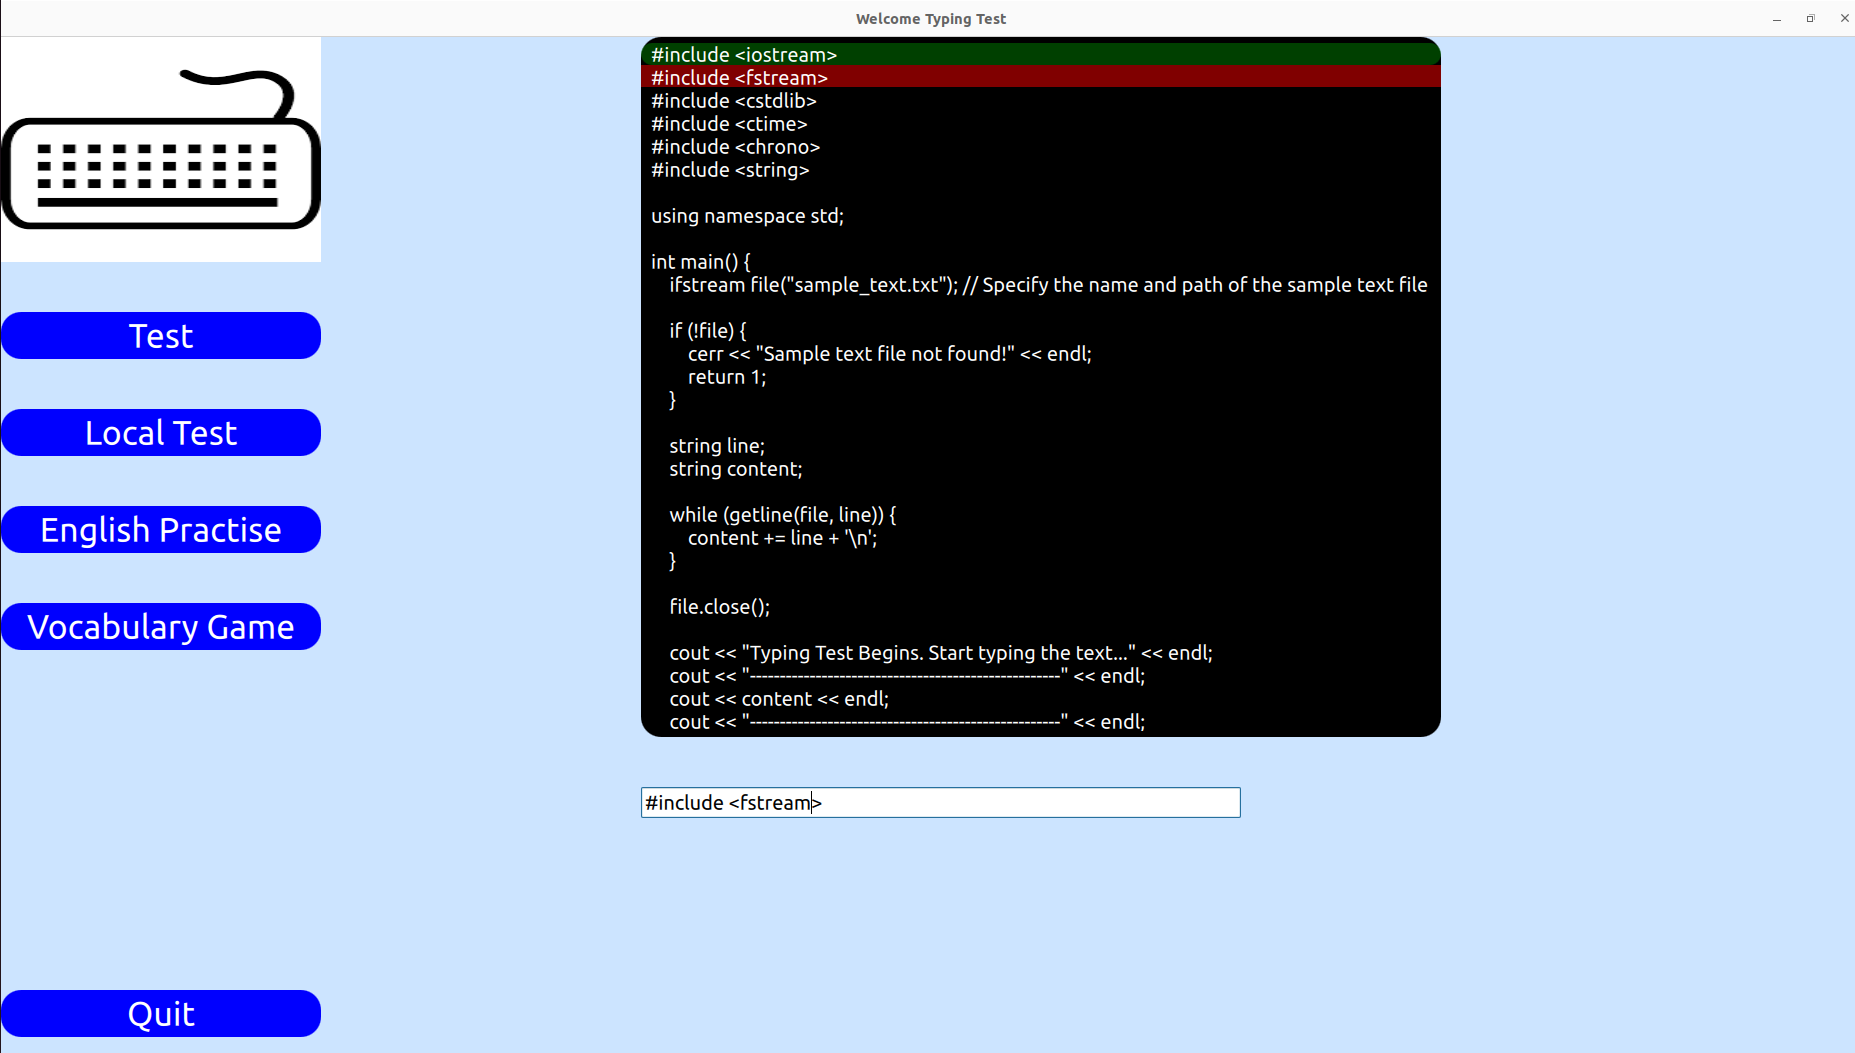 Welcome Typing Test
Test
Local Test
English Practise
Vocabulary Game
Quit
#include <iostream>
#include <fstream>
#include <cstdlib>
#include <ctime>
#include <chrono>
#include <string>
using namespace std;
int main() {
ifstream file("sample_text.txt"); // Specify the name and path of the sample text file
if (!file) {
cerr << "Sample text file not found!" << endl;
return 1;
}
string line;
string content;
while (getline(file, line)) {
content += line + '\n';
}
file.close();
cout << "Typing Test Begins. Start typing the text..." << endl;
cout << "----------------------------------------------------" << endl;
cout << content << endl;
cout << "----------------------------------------------------" << endl;
#include <fstream>